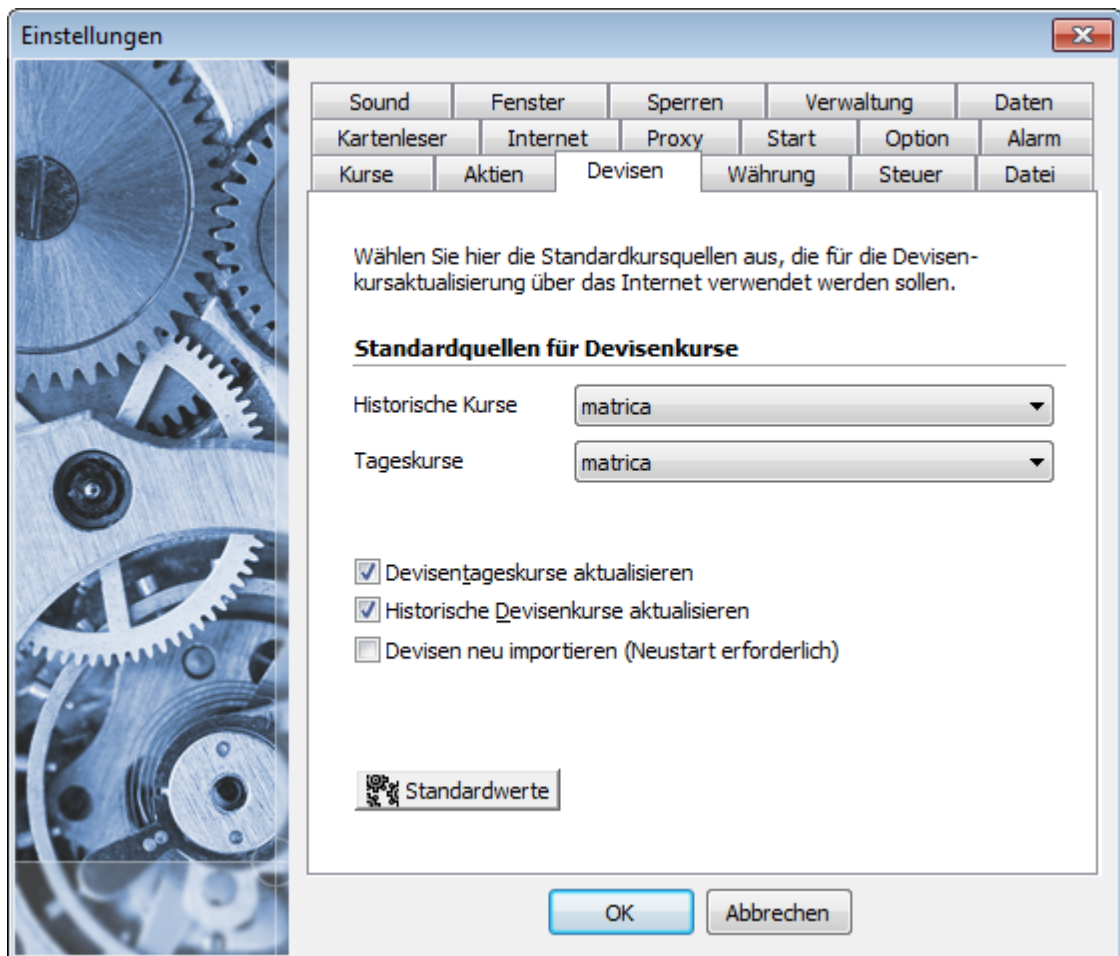 Einstellungen
Sound Fenster Sperren Verwaltung Daten
Kartenleser Internet Proxy Start Option Alarm
Kurse Aktien Devisen Währung Steuer Datei
Wählen Sie hier die Standardkursquellen aus, die für die Devisen-
kursaktualisierung über das Internet verwendet werden sollen.
Standardquellen für Devisenkurse
Historische Kurse matrica
Tageskurse matrica
Devisentageskurse aktualisieren
Historische Devisenkurse aktualisieren
Devisen neu importieren (Neustart erforderlich)
Standardwerte
OK Abbrechen